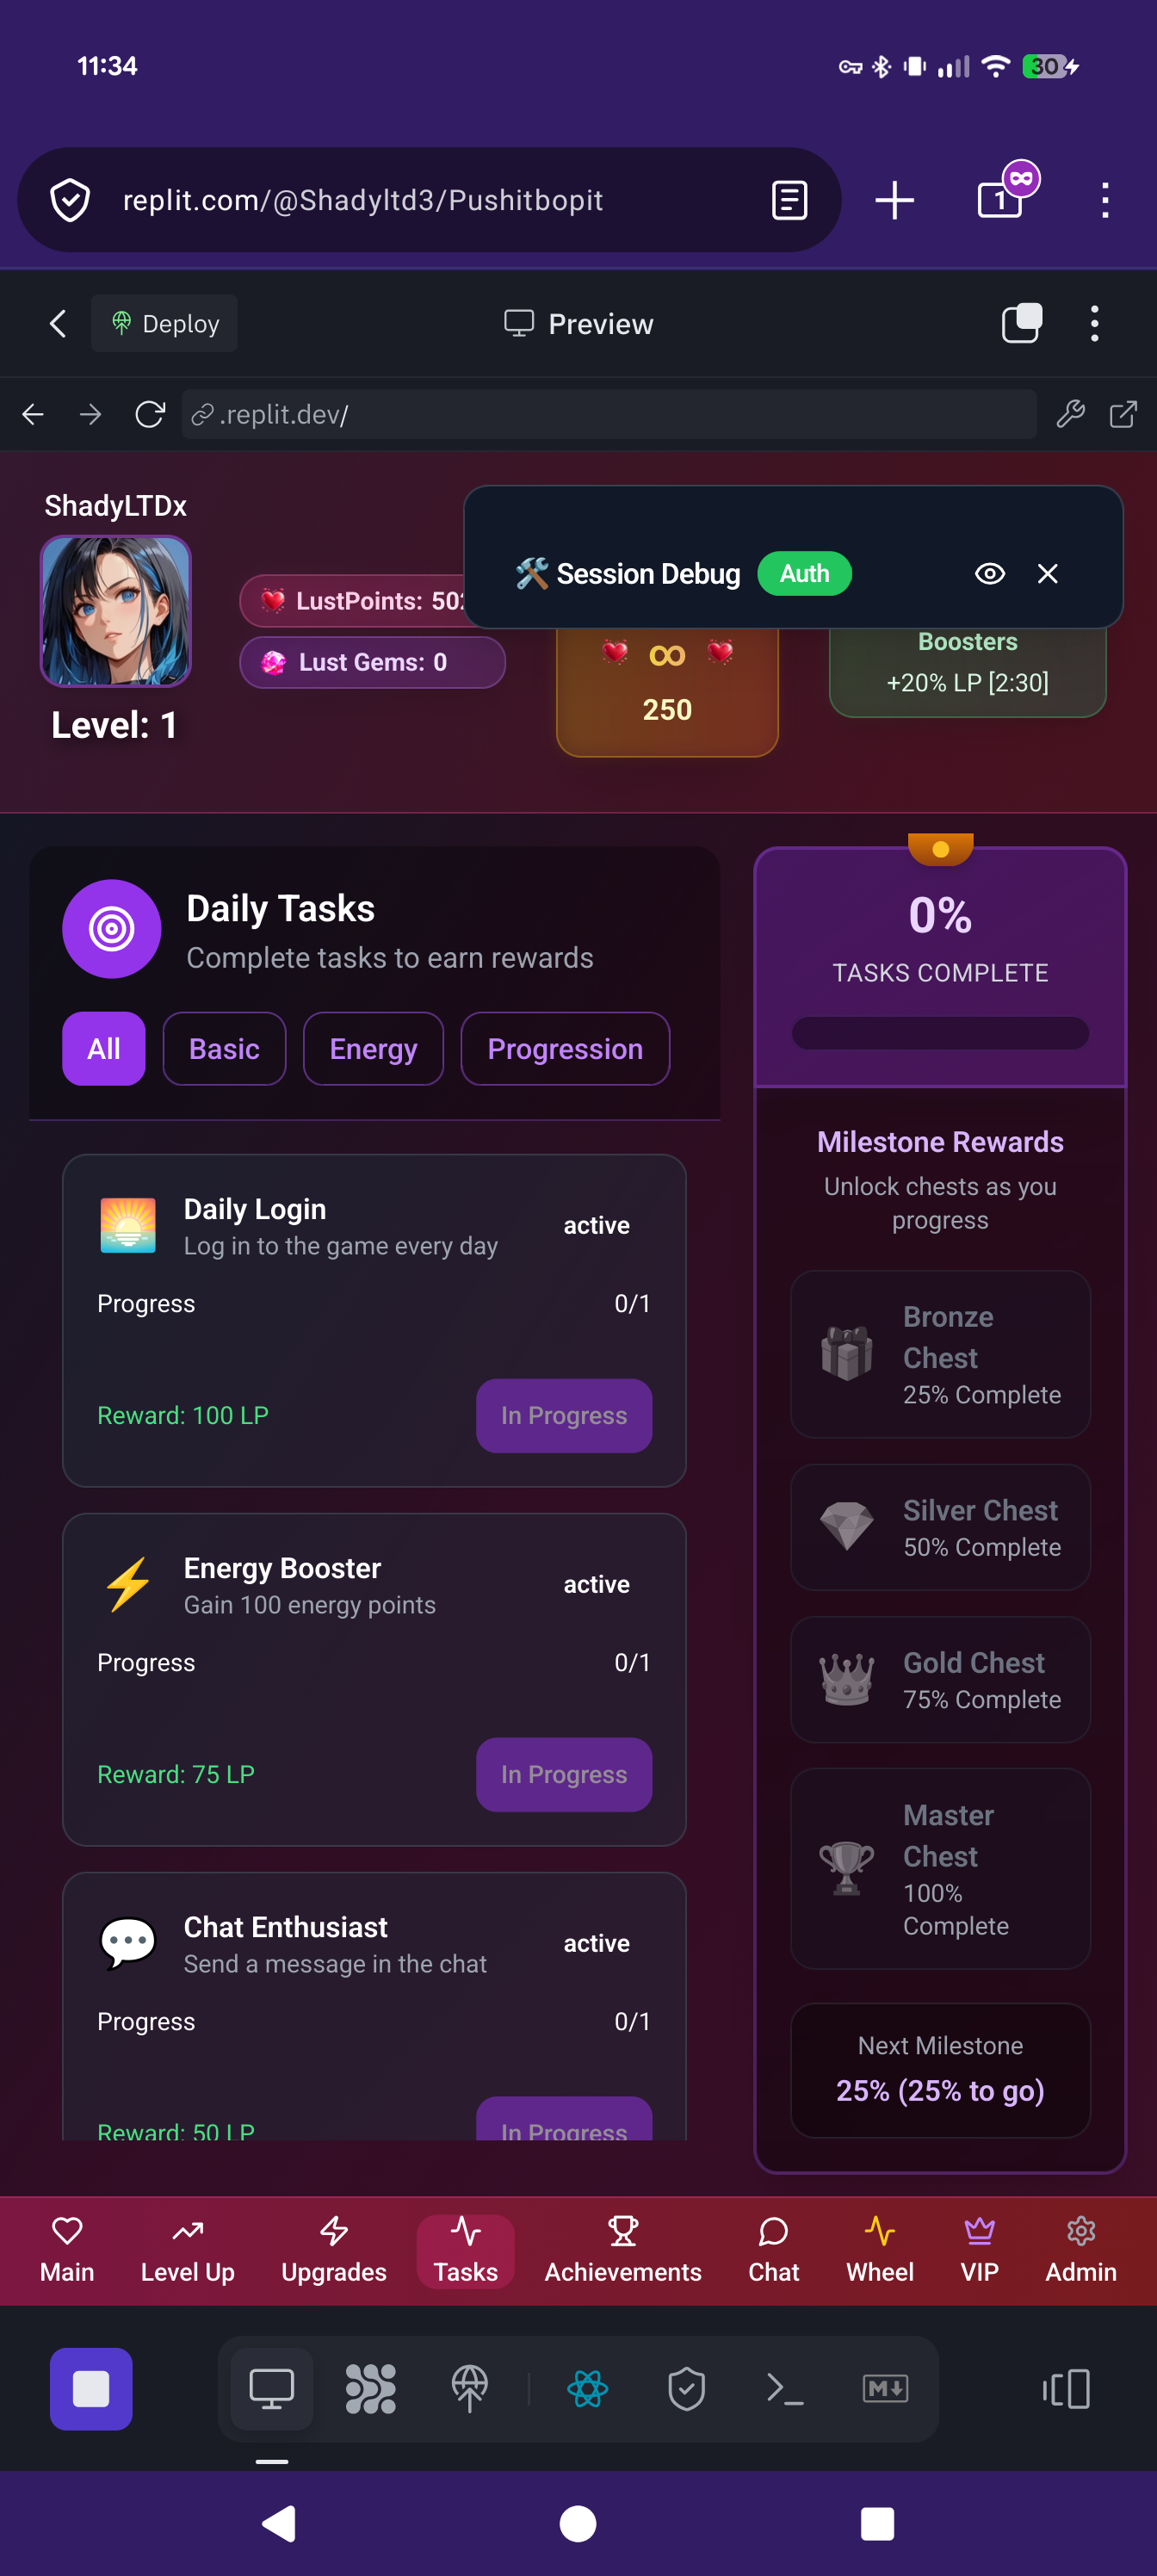 11:34
30
replit.com/@Shadyltd3/Pushitbopit
1
Deploy
Preview
.replit.dev/
ShadyLTDx
Level: 1
LustPoints: 502
Lust Gems: 0
🛠️ Session Debug
Auth
∞
250
Boosters
+20% LP [2:30]
Daily Tasks
Complete tasks to earn rewards
All
Basic
Energy
Progression
Daily Login
Log in to the game every day
active
Progress
0/1
Reward: 100 LP
In Progress
Energy Booster
Gain 100 energy points
active
Progress
0/1
Reward: 75 LP
In Progress
Chat Enthusiast
Send a message in the chat
active
Progress
0/1
Reward: 50 LP
In Progress
0%
TASKS COMPLETE
Milestone Rewards
Unlock chests as you
progress
Bronze
Chest
25% Complete
Silver Chest
50% Complete
Gold Chest
75% Complete
Master
Chest
100%
Complete
Next Milestone
25% (25% to go)
Main
Level Up
Upgrades
Tasks
Achievements
Chat
Wheel
VIP
Admin
M